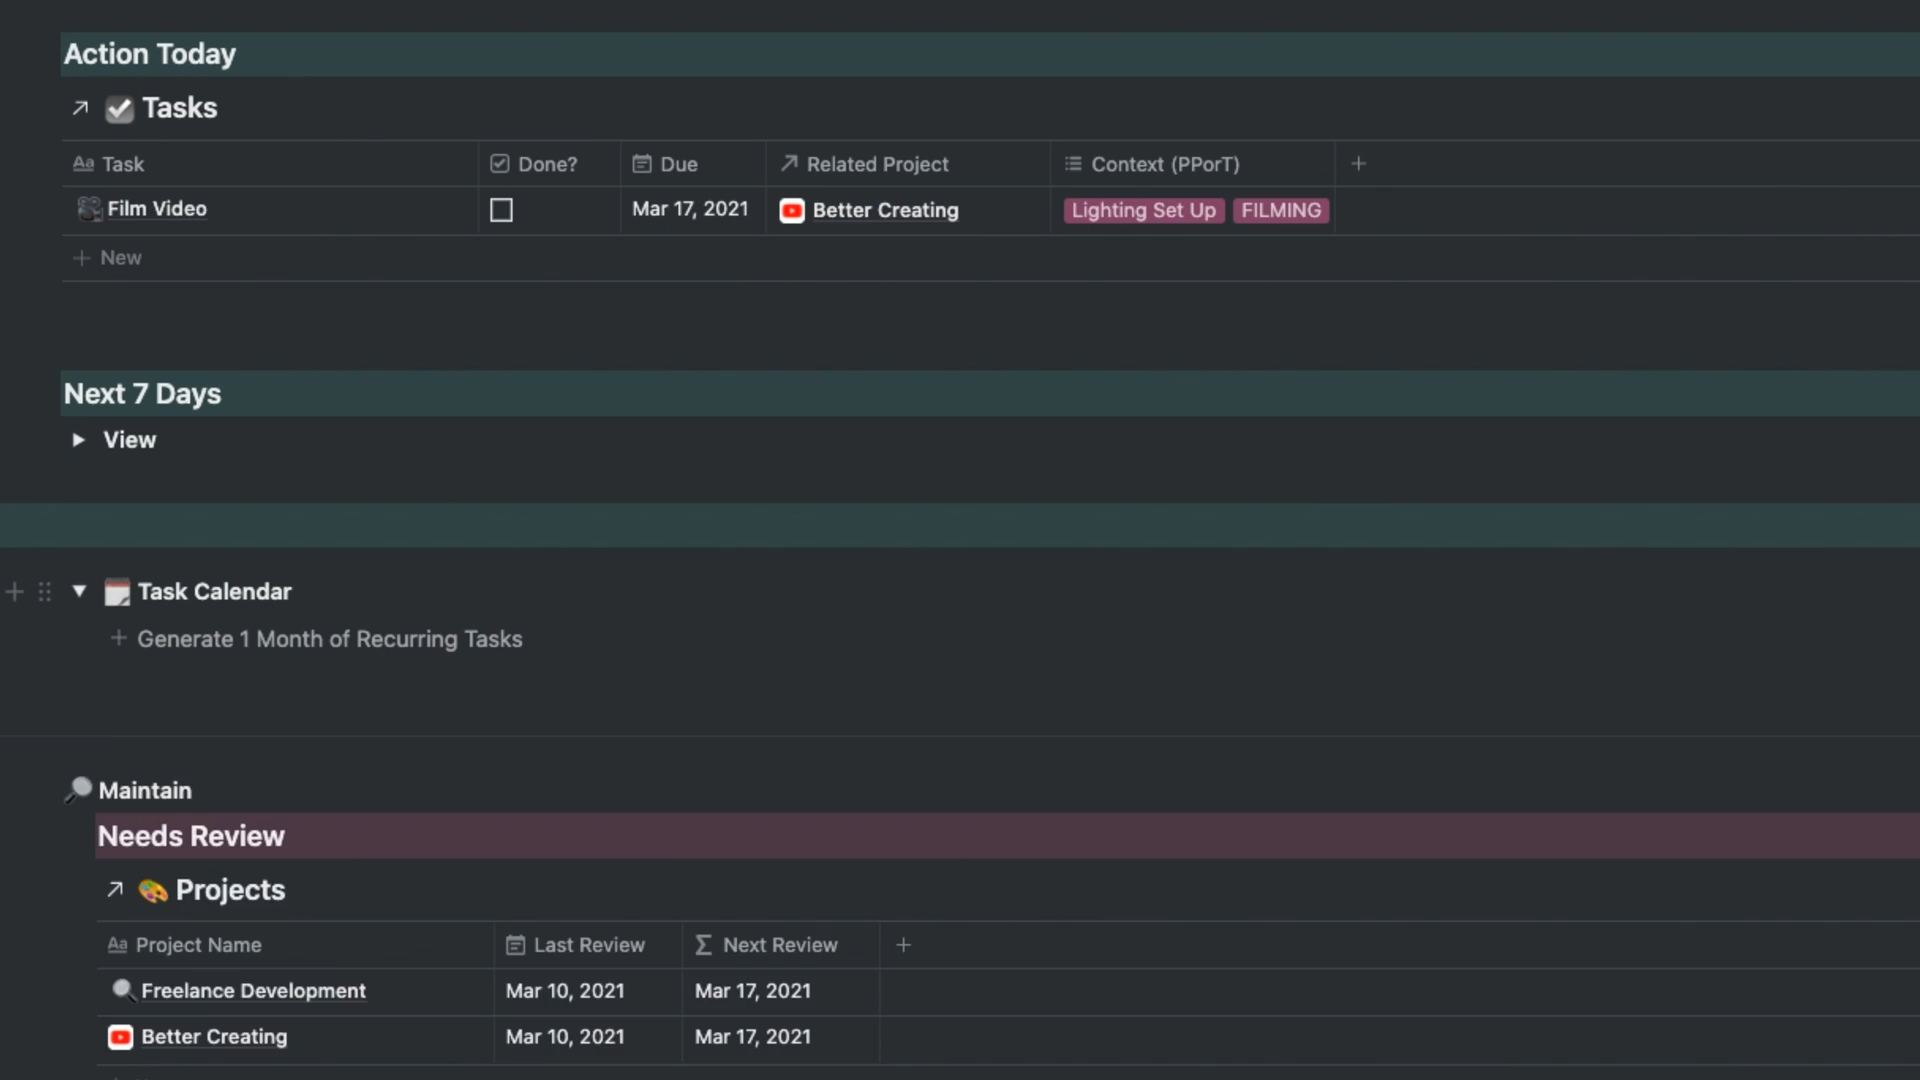 Action Today
Tasks
Aa Task Done? Due Related Project Context (PPorT)
Film Video Mar 17, 2021 Better Creating Lighting Set Up FILMING
+ New
Next 7 Days
View
Task Calendar
+ Generate 1 Month of Recurring Tasks
Maintain
Needs Review
Projects
Aa Project Name Last Review Σ Next Review
Freelance Development Mar 10, 2021 Mar 17, 2021
Better Creating Mar 10, 2021 Mar 17, 2021